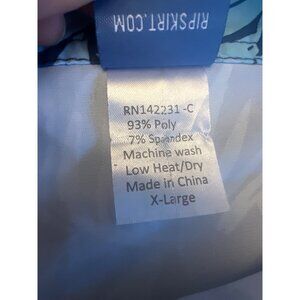 RIPSKIRT.COM
RN142231-C
93% Poly
7% Spandex
Machine wash
Low Heat/Dry
Made in China
X-Large